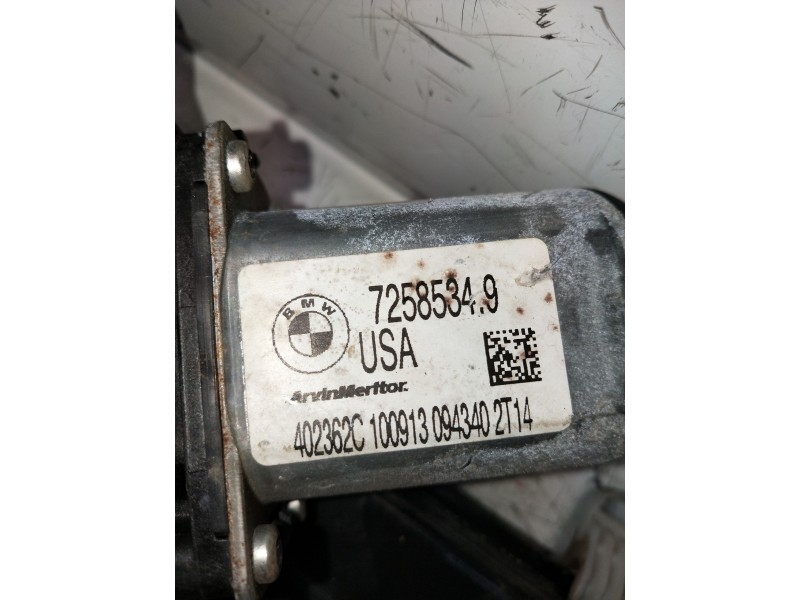 BMW
7258534.9
USA
ArvinMeritor.
402362C 100913 094340 2T14